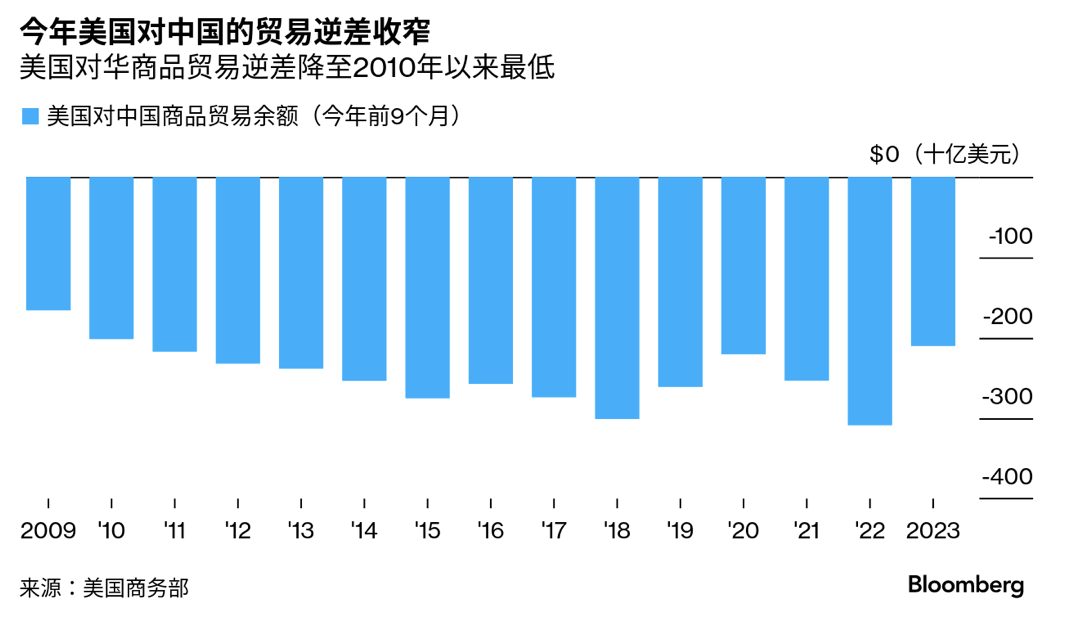 今年美国对中国的贸易逆差收窄
美国对华商品贸易逆差降至2010年以来最低
美国对中国商品贸易余额（今年前9个月）
$0（十亿美元）
-100
-200
-300
-400
2009 '10 '11 '12 '13 '14 '15 '16 '17 '18 '19 '20 '21 '22 2023
来源：美国商务部
Bloomberg